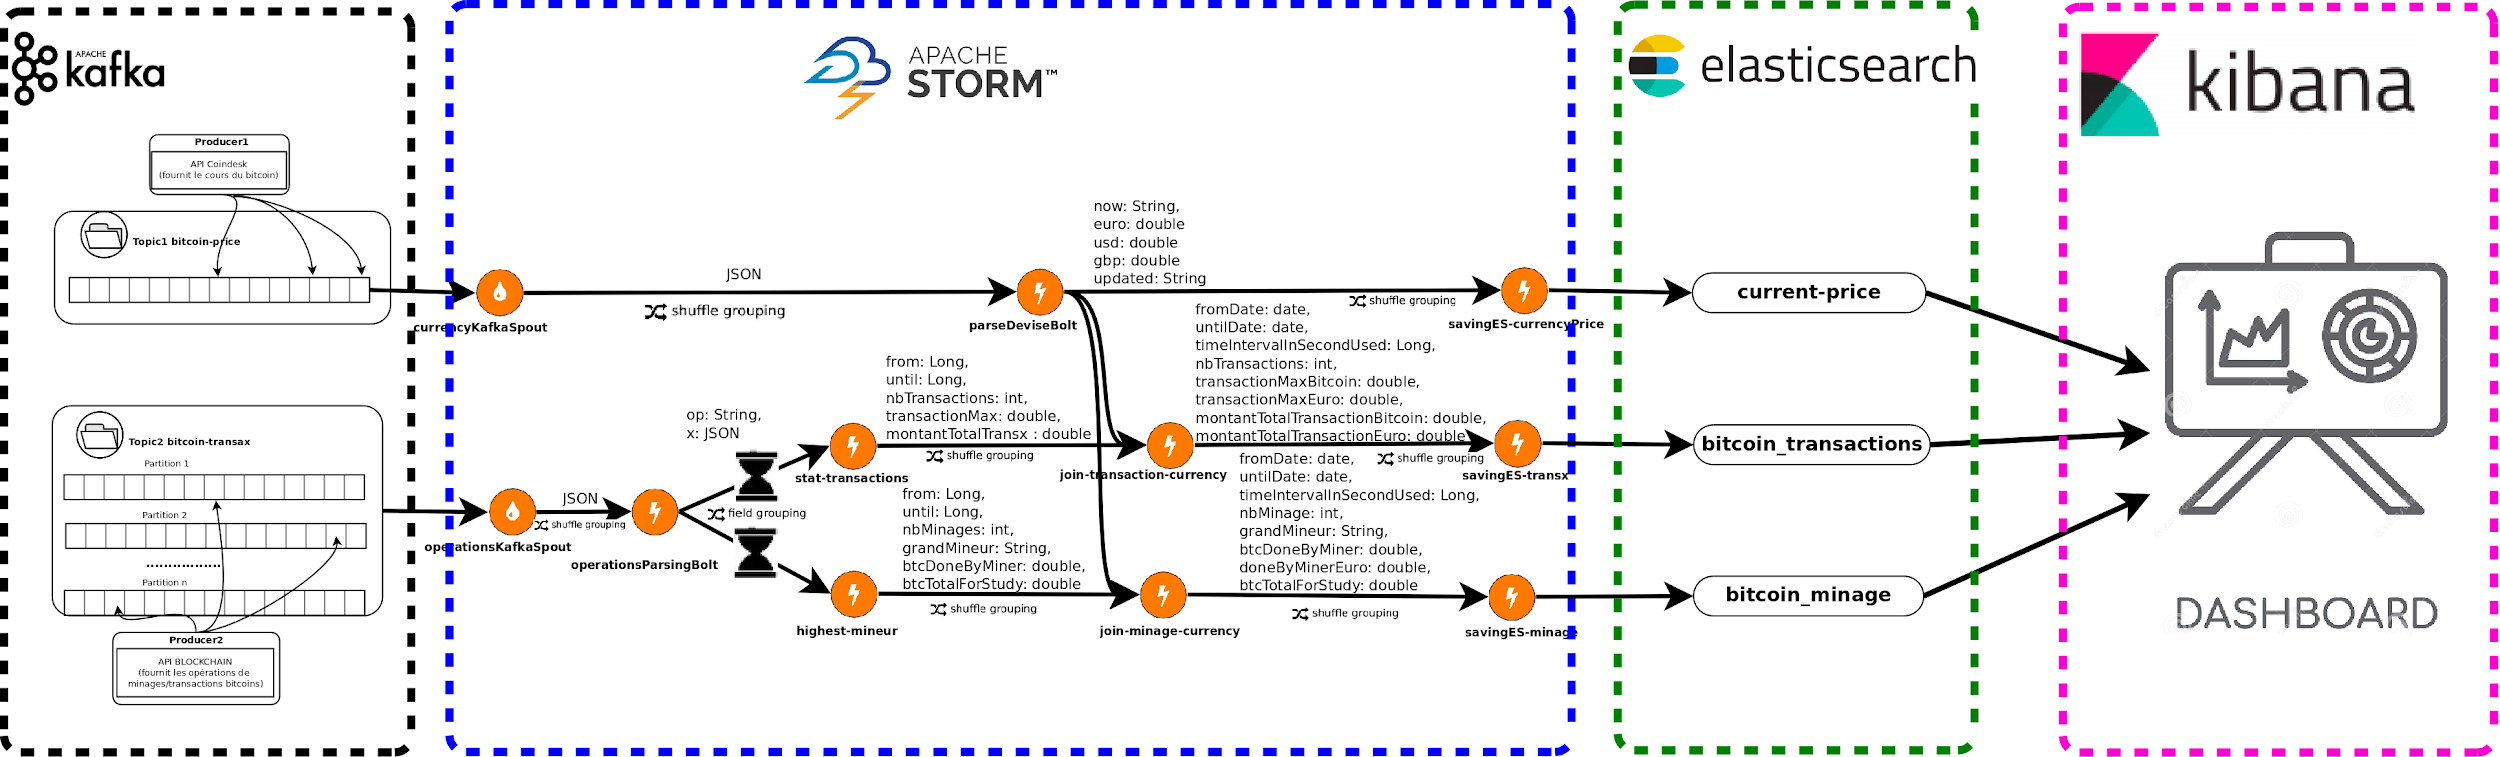 APACHE
kafka
Producer1
API Coindesk
(fournit le cours du bitcoin)
Topic1 bitcoin-price
Topic2 bitcoin-transax
Partition 1
Partition 2
.................
Partition n
Producer2
API BLOCKCHAIN
(fournit les opérations de
minages/transactions bitcoins)
APACHE
STORM™
currencyKafkaSpout
JSON
shuffle grouping
parseDeviseBolt
now: String,
euro: double
usd: double
gbp: double
updated: String
shuffle grouping
savingES-currencyPrice
operationsKafkaSpout
JSON
shuffle grouping
operationsParsingBolt
op: String,
x: JSON
field grouping
stat-transactions
from: Long,
until: Long,
nbTransactions: int,
transactionMax: double,
montantTotalTransx : double
shuffle grouping
join-transaction-currency
fromDate: date,
untilDate: date,
timeIntervalInSecondUsed: Long,
nbTransactions: int,
transactionMaxBitcoin: double,
transactionMaxEuro: double,
montantTotalTransactionBitcoin: double,
montantTotalTransactionEuro: double
shuffle grouping
savingES-transx
highest-mineur
from: Long,
until: Long,
nbMinages: int,
grandMineur: String,
btcDoneByMiner: double,
btcTotalForStudy: double
shuffle grouping
join-minage-currency
fromDate: date,
untilDate: date,
timeIntervalInSecondUsed: Long,
nbMinage: int,
grandMineur: String,
btcDoneByMiner: double,
doneByMinerEuro: double,
btcTotalForStudy: double
shuffle grouping
savingES-minage
elasticsearch
current-price
bitcoin_transactions
bitcoin_minage
kibana
DASHBOARD